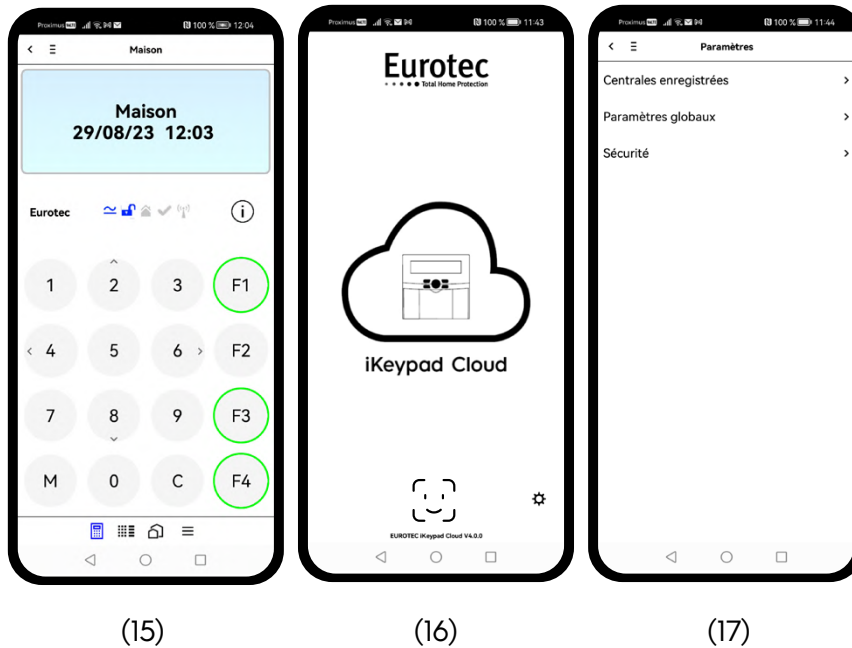 Proximus 100 % 12:04
Maison
Maison
29/08/23 12:03
Eurotec
i
1 2 3 F1
4 5 6 F2
7 8 9 F3
M 0 C F4
(15)
Proximus 100 % 11:43
Eurotec
Total Home Protection
iKeypad Cloud
EUROTEC iKeypad Cloud V4.0.0
(16)
Proximus 100 % 11:44
Paramètres
Centrales enregistrées
Paramètres globaux
Sécurité
(17)